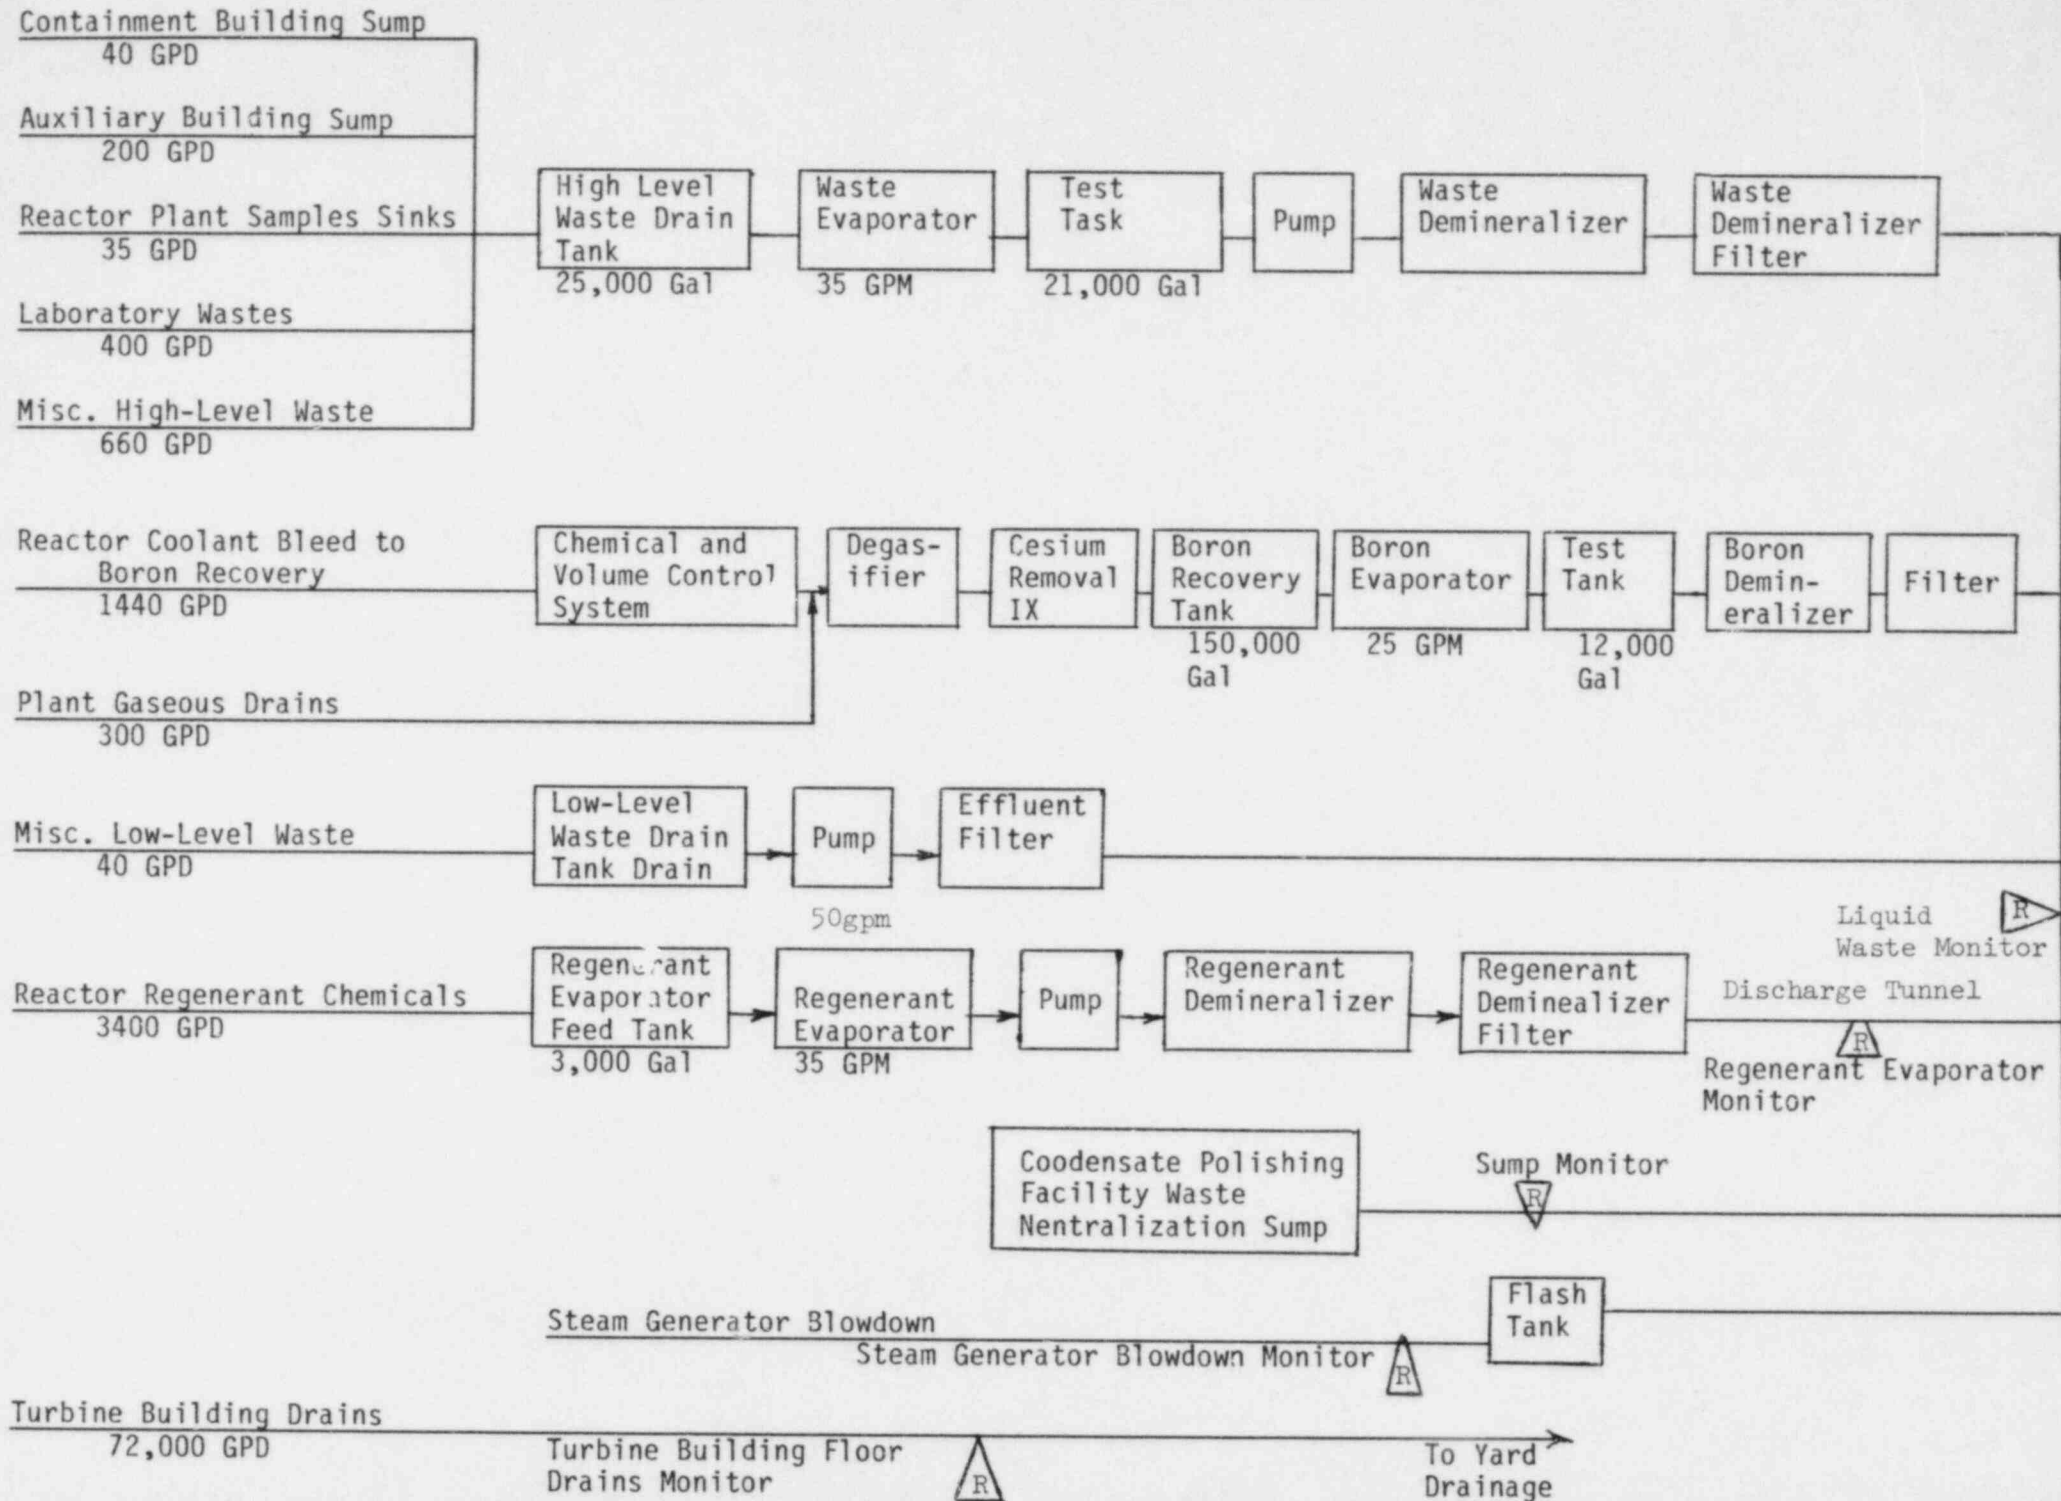 Containment Building Sump
40 GPD
Auxiliary Building Sump
200 GPD
Reactor Plant Samples Sinks
35 GPD
Laboratory Wastes
400 GPD
Misc. High-Level Waste
660 GPD
High Level
Waste Drain
Tank
25,000 Gal
Waste
Evaporator
35 GPM
Test
Task
21,000 Gal
Pump
Waste
Demineralizer
Waste
Demineralizer
Filter
Reactor Coolant Bleed to
Boron Recovery
1440 GPD
Chemical and
Volume Control
System
Degas-
ifier
Cesium
Removal
IX
Boron
Recovery
Tank
150,000
Gal
Boron
Evaporator
25 GPM
Test
Tank
12,000
Gal
Boron
Demin-
eralizer
Filter
Plant Gaseous Drains
300 GPD
Misc. Low-Level Waste
40 GPD
Low-Level
Waste Drain
Tank Drain
Pump
50gpm
Effluent
Filter
Liquid
Waste Monitor
R
Reactor Regenerant Chemicals
3400 GPD
Regenerant
Evaporator
Feed Tank
3,000 Gal
Regenerant
Evaporator
35 GPM
Pump
Regenerant
Demineralizer
Regenerant
Deminealizer
Filter
Discharge Tunnel
R
Regenerant Evaporator
Monitor
Coodensate Polishing
Facility Waste
Nentralization Sump
Sump Monitor
R
Steam Generator Blowdown
Steam Generator Blowdown Monitor
R
Flash
Tank
Turbine Building Drains
72,000 GPD
Turbine Building Floor
Drains Monitor
R
To Yard
Drainage